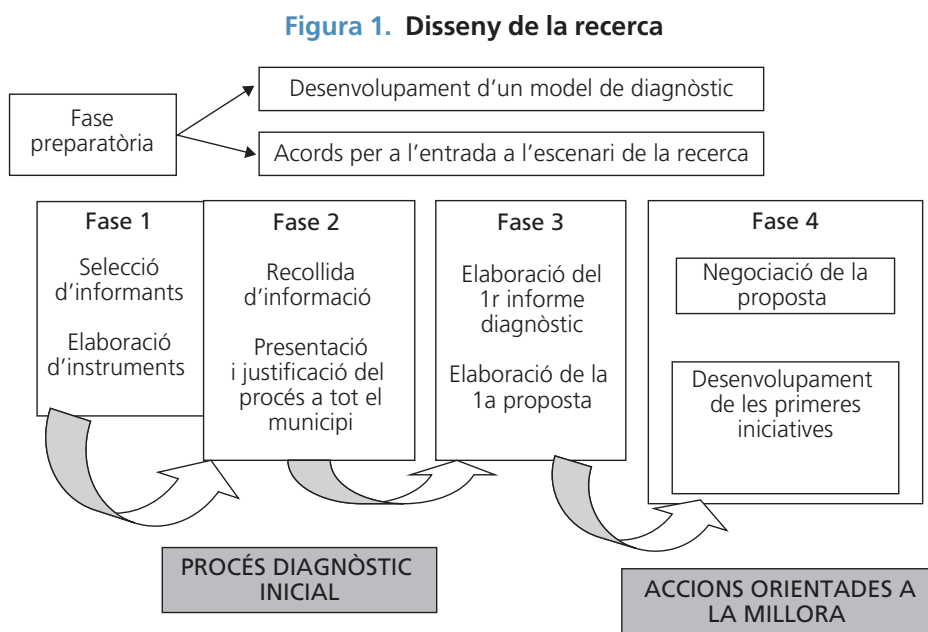 Figura 1. Disseny de la recerca
Fase
preparatòria
Desenvolupament d'un model de diagnòstic
Acords per a l'entrada a l'escenari de la recerca
Fase 1
Selecció
d'informants
Elaboració
d'instruments
Fase 2
Recollida
d'informació
Presentació
i justificació del
procés a tot el
municipi
Fase 3
Elaboració del
1r informe
diagnòstic
Elaboració de la
1a proposta
Fase 4
Negociació de la
proposta
Desenvolupament
de les primeres
iniciatives
PROCÉS DIAGNÒSTIC
INICIAL
ACCIONS ORIENTADES A
LA MILLORA